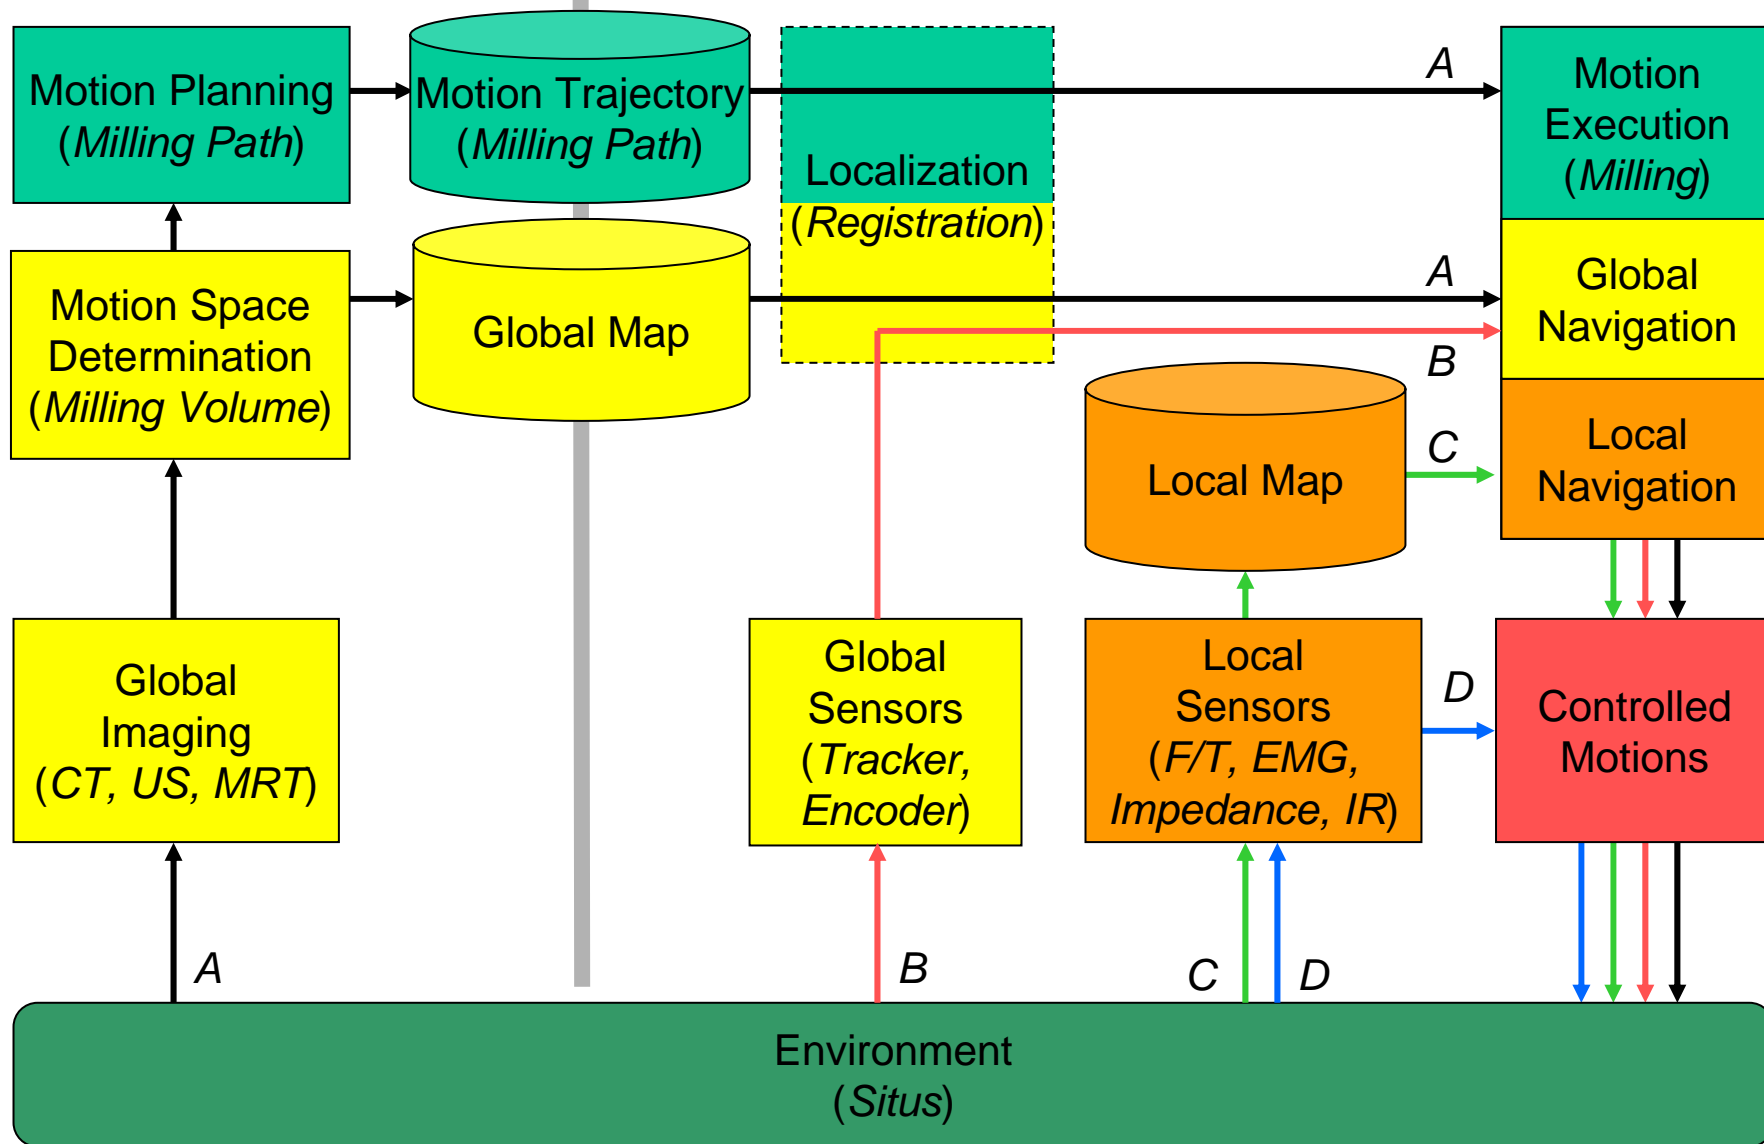 Motion Planning
(Milling Path)
Motion Trajectory
(Milling Path)
Localization
(Registration)
A
Motion
Execution
(Milling)
Motion Space
Determination
(Milling Volume)
Global Map
A
B
Global
Navigation
Local Map
C
Local
Navigation
Global
Imaging
(CT, US, MRT)
Global
Sensors
(Tracker,
Encoder)
Local
Sensors
(F/T, EMG,
Impedance, IR)
D
Controlled
Motions
A
B
C
D
Environment
(Situs)